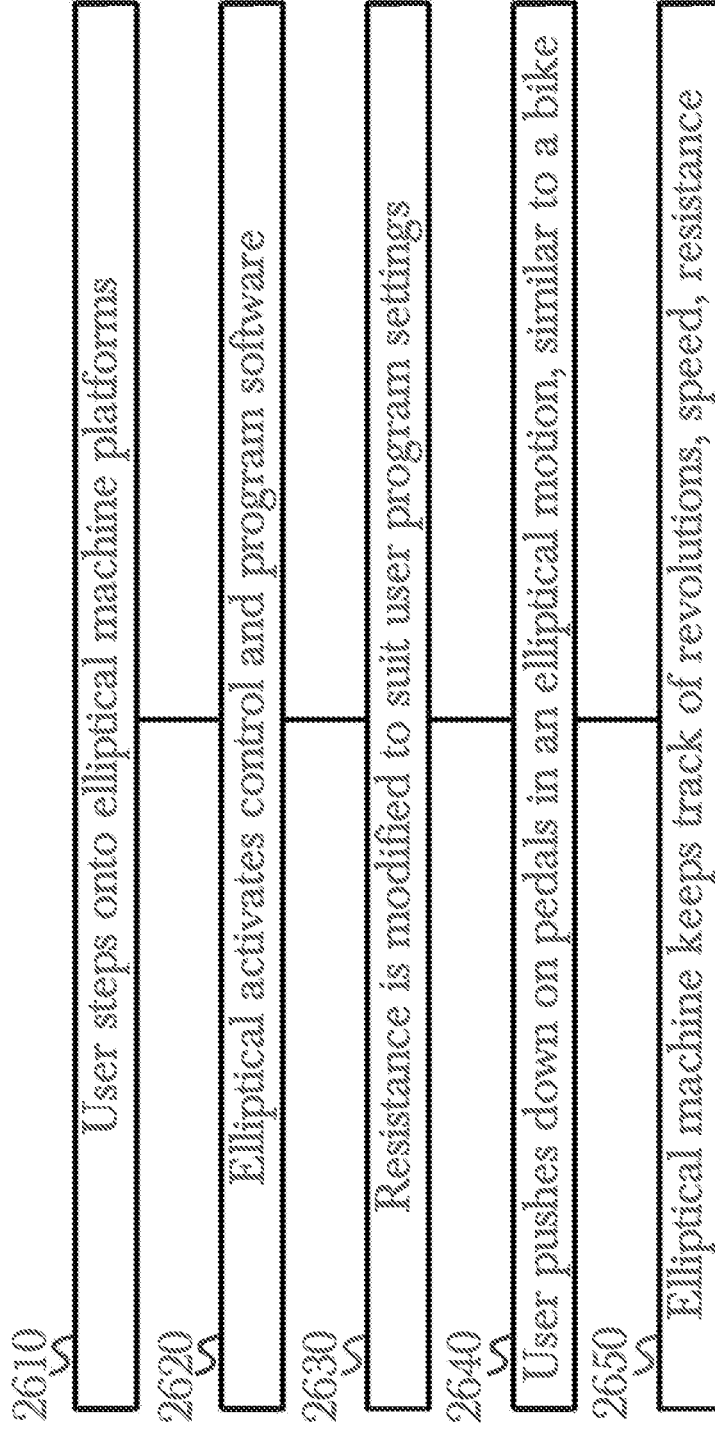 2610
User steps onto elliptical machine platforms
2620
Elliptical activates control and program software
2630
Resistance is modified to suit user program settings
2640
User pushes down on pedals in an elliptical motion, similar to a bike
2650
Elliptical machine keeps track of revolutions, speed, resistance